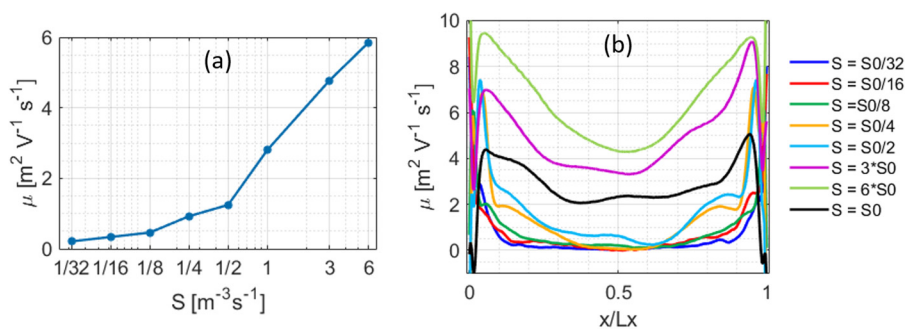 (a)
6
4
2
0
μ [m² V⁻¹ s⁻¹]
1/32 1/16 1/8 1/4 1/2 1 3 6
S [m⁻³s⁻¹]
(b)
10
8
6
4
2
0
μ [m² V⁻¹ s⁻¹]
0 0.5 1
x/Lx
S = S0/32
S = S0/16
S =S0/8
S = S0/4
S = S0/2
S = 3*S0
S = 6*S0
S = S0